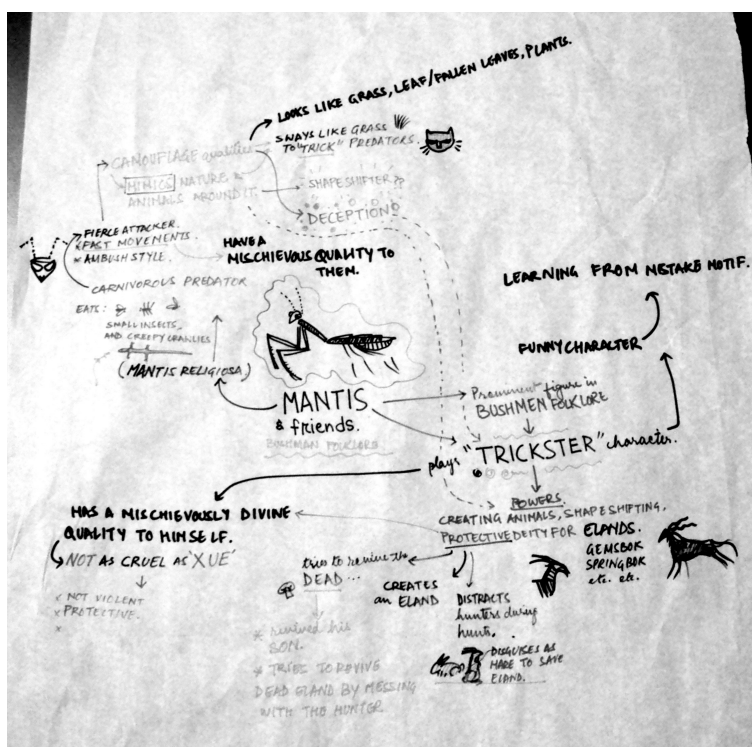 LOOKS LIKE GRASS, LEAF/FALLEN LEAVES, PLANTS.
SWAYS LIKE GRASS
TO "TRICK" PREDATORS.
CAMOUFLAGE qualities
MIMICS NATURE &
ANIMALS AROUND IT.
SHAPESHIFTER??
DECEPTION
FIERCE ATTACKER.
* FAST MOVEMENTS.
* AMBUSH STYLE.
HAVE A
MISCHIEVOUS QUALITY TO
THEM.
CARNIVOROUS PREDATOR
EATS:
SMALL INSECTS,
AND CREEPY CRAWLIES
(MANTIS RELIGIOSA)
MANTIS
& friends.
BUSHMAN FOLKLORE
LEARNING FROM MISTAKE MOTIF.
FUNNY CHARACTER
Prominent figure in
BUSHMEN FOLKLORE
plays "TRICKSTER" character.
HAS A MISCHIEVOUSLY DIVINE
QUALITY TO HIMSELF.
NOT AS CRUEL AS 'XUE'
x NOT VIOLENT
x PROTECTIVE.
x
POWERS.
CREATING ANIMALS, SHAPESHIFTING,
PROTECTIVE DEITY FOR ELANDS.
GEMSBOK
SPRINGBOK
etc. etc.
tries to revive the
DEAD...
* revived his
SON.
* TRIES TO REVIVE
DEAD ELAND BY MESSING
WITH THE HUNTER
CREATES
an ELAND
DISTRACTS
hunters during
hunts.
DISGUISES AS
HARE TO SAVE
ELAND.